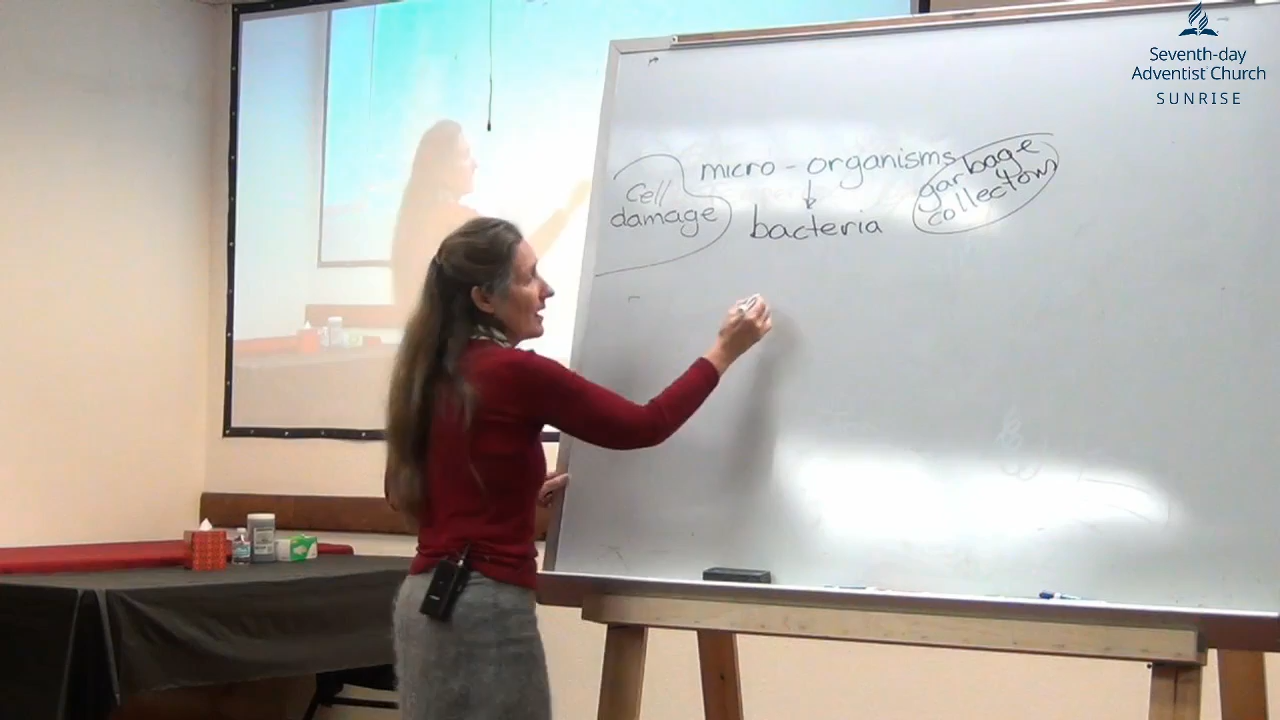 Seventh-day
Adventist Church
SUNRISE
micro-organisms
bacteria
Cell
damage
garbage
collectors